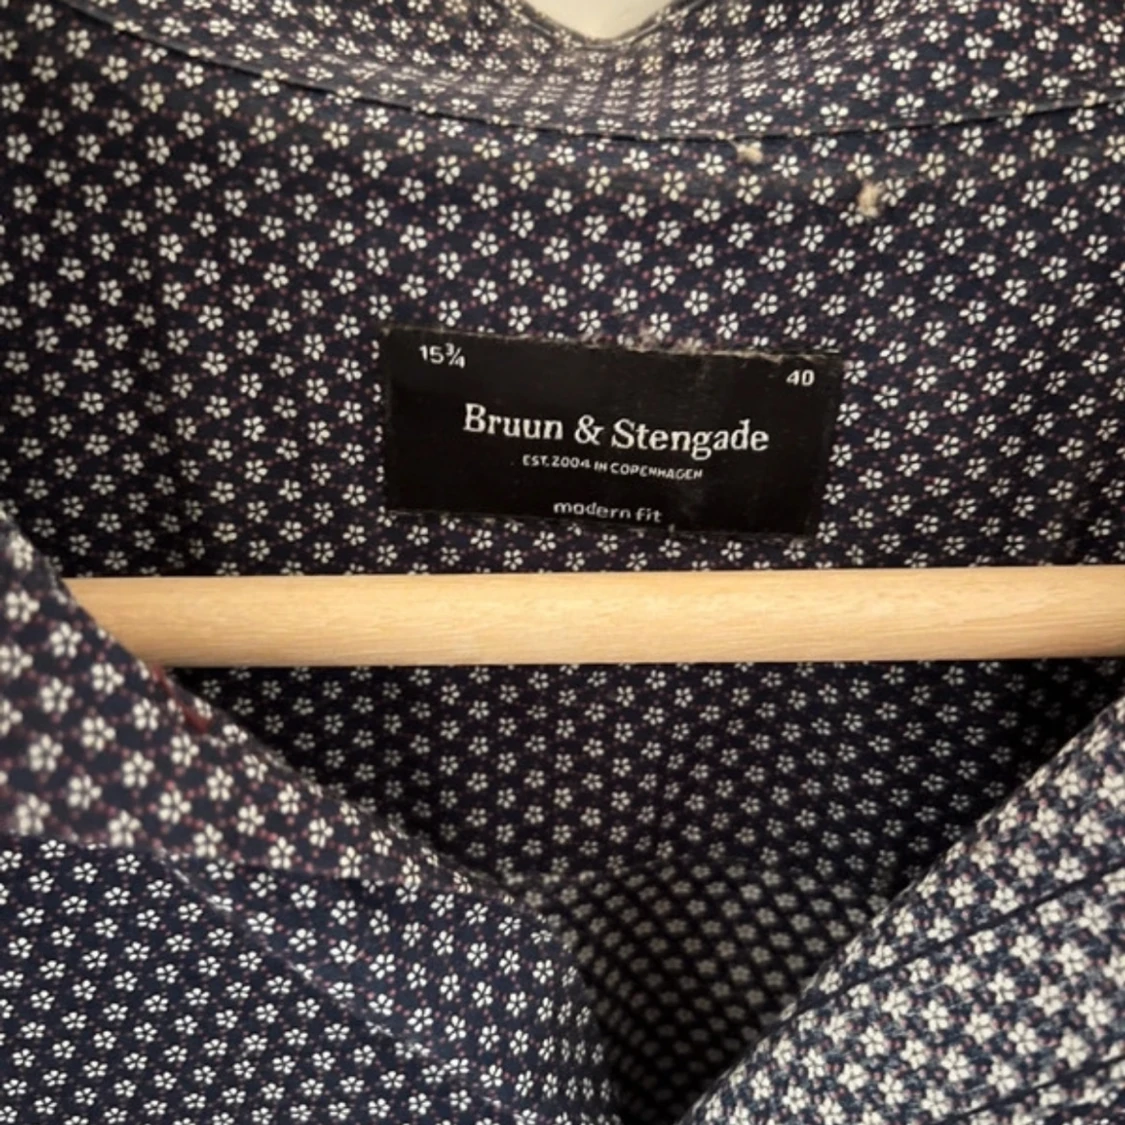 15¾ 40
Bruun & Stengade
EST. 2004 IN COPENHAGEN
modern fit